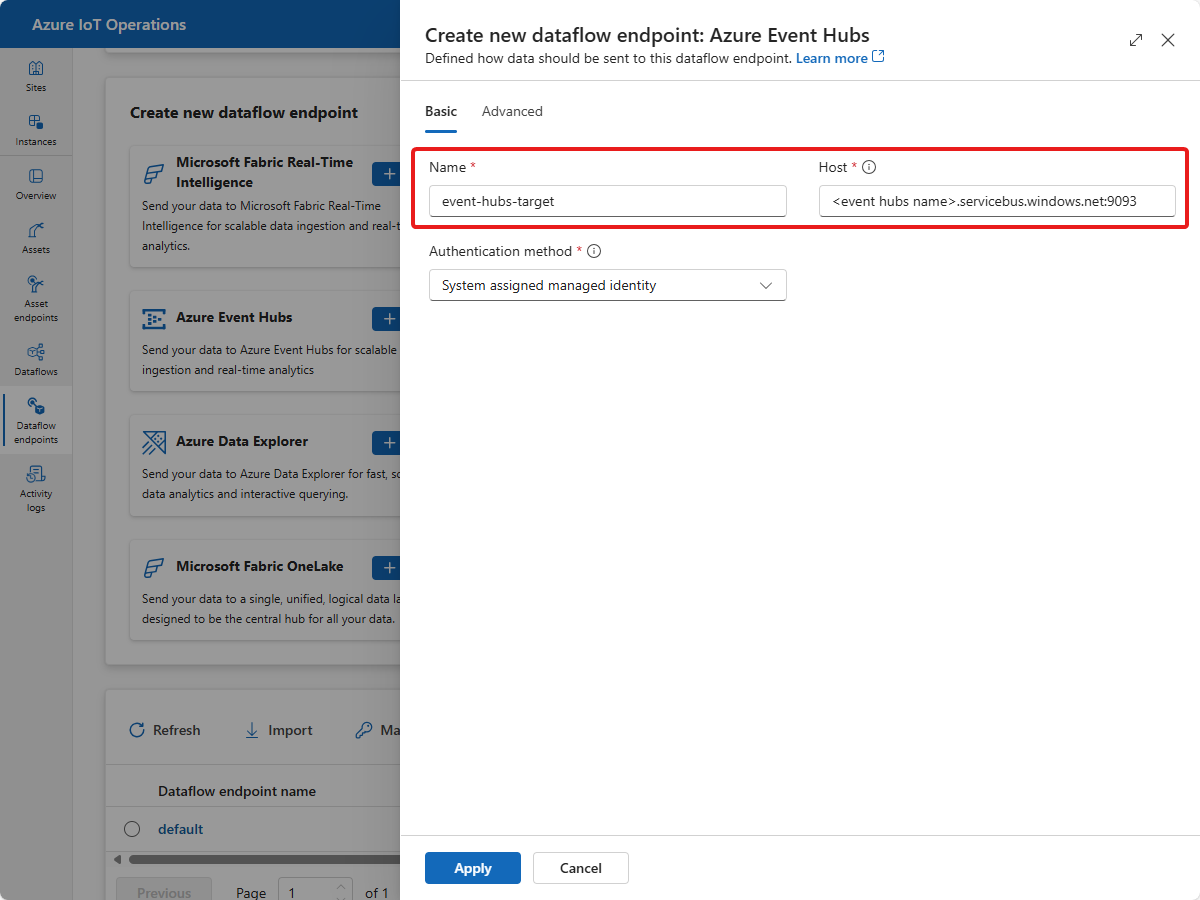 Azure IoT Operations
Sites
Instances
Overview
Assets
Asset
endpoints
Dataflows
Dataflow
endpoints
Activity
logs
Create new dataflow endpoint
Microsoft Fabric Real-Time
Intelligence
Send your data to Microsoft Fabric Real-Time
Intelligence for scalable data ingestion and real-t
analytics.
Azure Event Hubs
Send your data to Azure Event Hubs for scalable
ingestion and real-time analytics
Azure Data Explorer
Send your data to Azure Data Explorer for fast, sc
data analytics and interactive querying.
Microsoft Fabric OneLake
Send your data to a single, unified, logical data la
designed to be the central hub for all your data.
Refresh Import Ma
Dataflow endpoint name
default
Previous Page 1 of 1
Create new dataflow endpoint: Azure Event Hubs
Defined how data should be sent to this dataflow endpoint. Learn more
Basic Advanced
Name * Host *
event-hubs-target <event hubs name>.servicebus.windows.net:9093
Authentication method *
System assigned managed identity
Apply Cancel